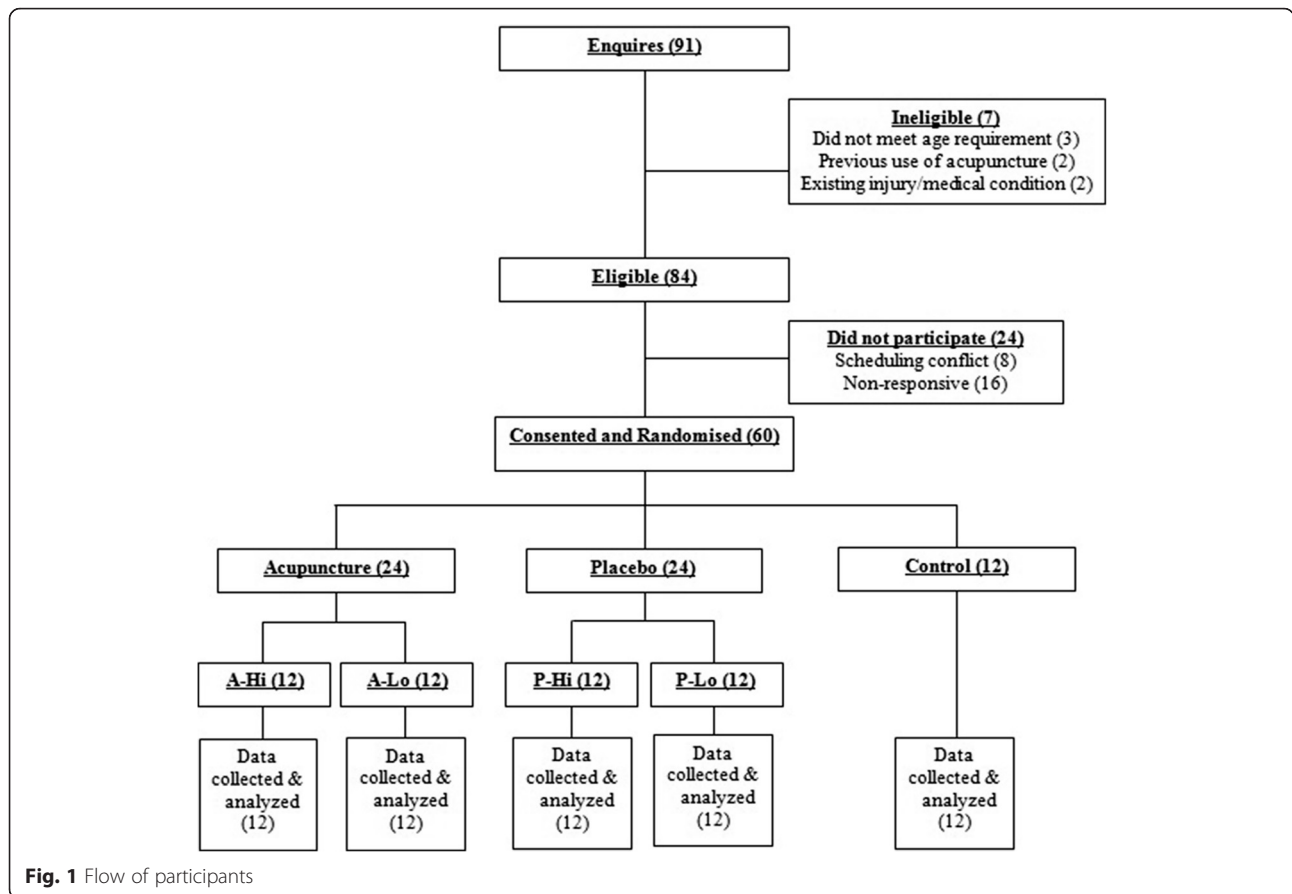 Enquires (91)
Ineligible (7)
Did not meet age requirement (3)
Previous use of acupuncture (2)
Existing injury/medical condition (2)
Eligible (84)
Did not participate (24)
Scheduling conflict (8)
Non-responsive (16)
Consented and Randomised (60)
Acupuncture (24)
Placebo (24)
Control (12)
A-Hi (12)
A-Lo (12)
P-Hi (12)
P-Lo (12)
Data
collected &
analyzed
(12)
Data
collected &
analyzed
(12)
Data
collected &
analyzed
(12)
Data
collected &
analyzed
(12)
Data
collected &
analyzed
(12)
Fig. 1 Flow of participants